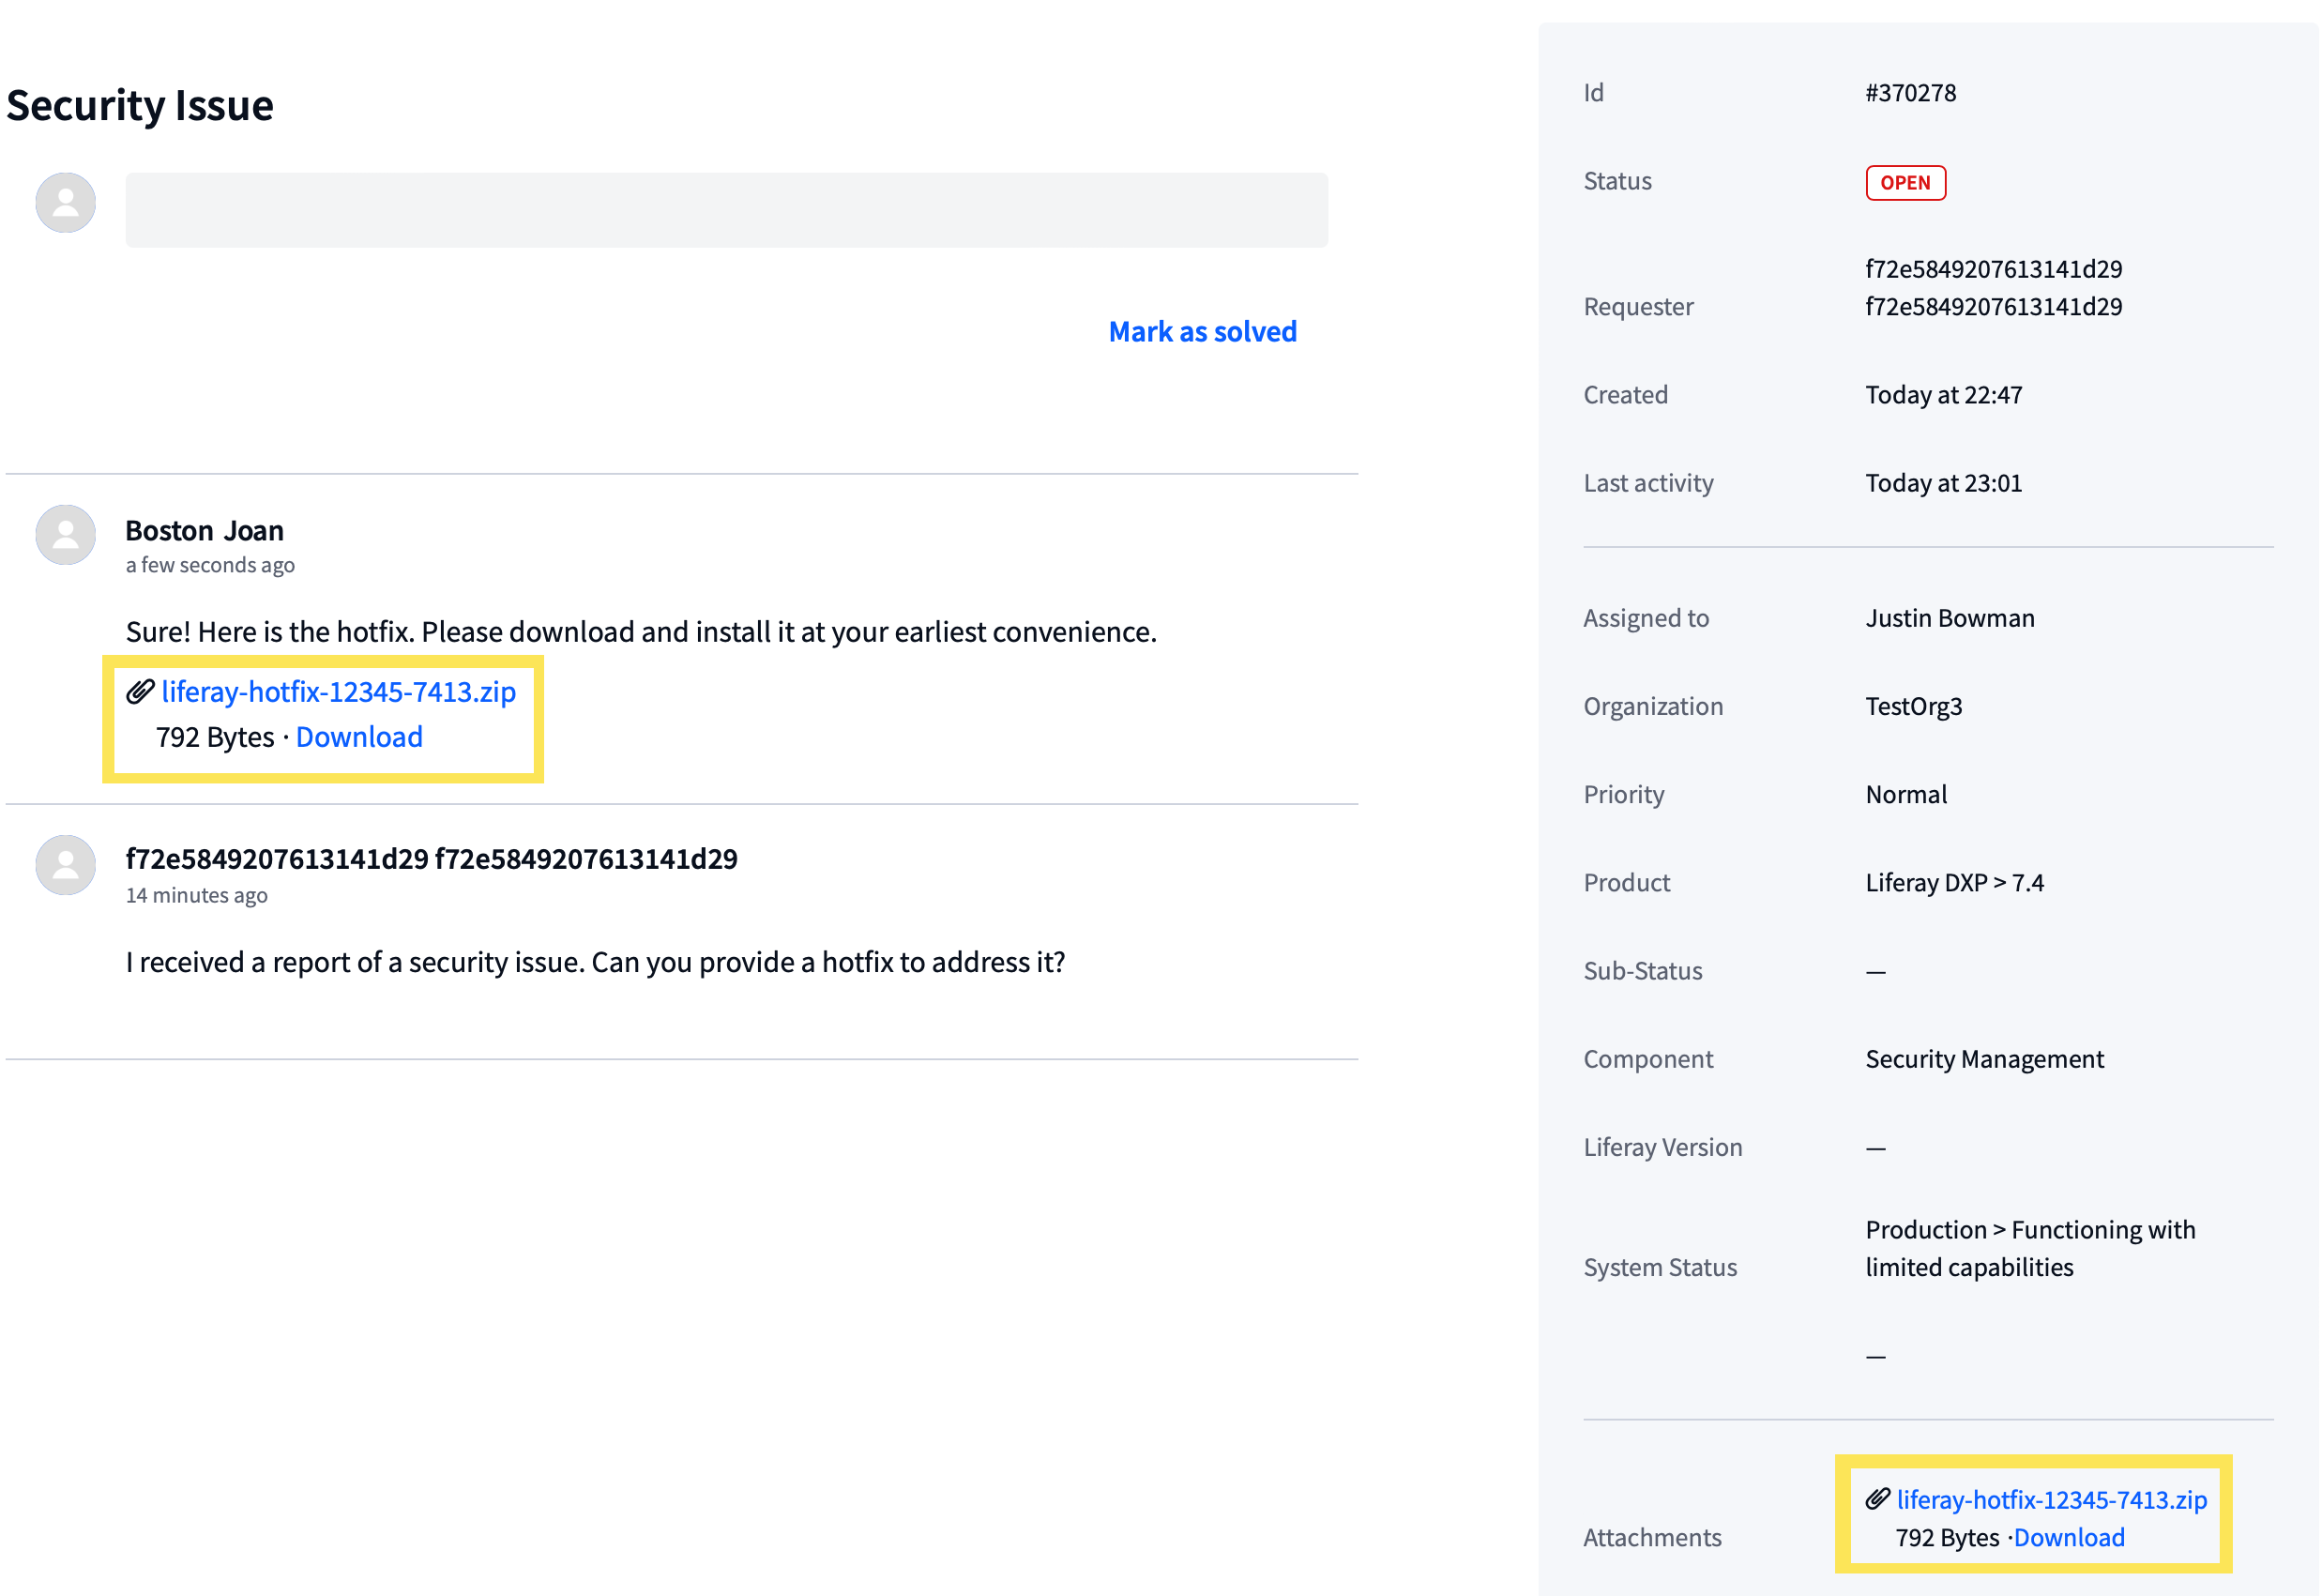 Security Issue
Mark as solved
Boston Joan
a few seconds ago
Sure! Here is the hotfix. Please download and install it at your earliest convenience.
liferay-hotfix-12345-7413.zip
792 Bytes · Download
f72e5849207613141d29 f72e5849207613141d29
14 minutes ago
I received a report of a security issue. Can you provide a hotfix to address it?
Id #370278
Status OPEN
Requester f72e5849207613141d29
f72e5849207613141d29
Created Today at 22:47
Last activity Today at 23:01
Assigned to Justin Bowman
Organization TestOrg3
Priority Normal
Product Liferay DXP > 7.4
Sub-Status —
Component Security Management
Liferay Version —
System Status Production > Functioning with
limited capabilities
—
Attachments liferay-hotfix-12345-7413.zip
792 Bytes ·Download